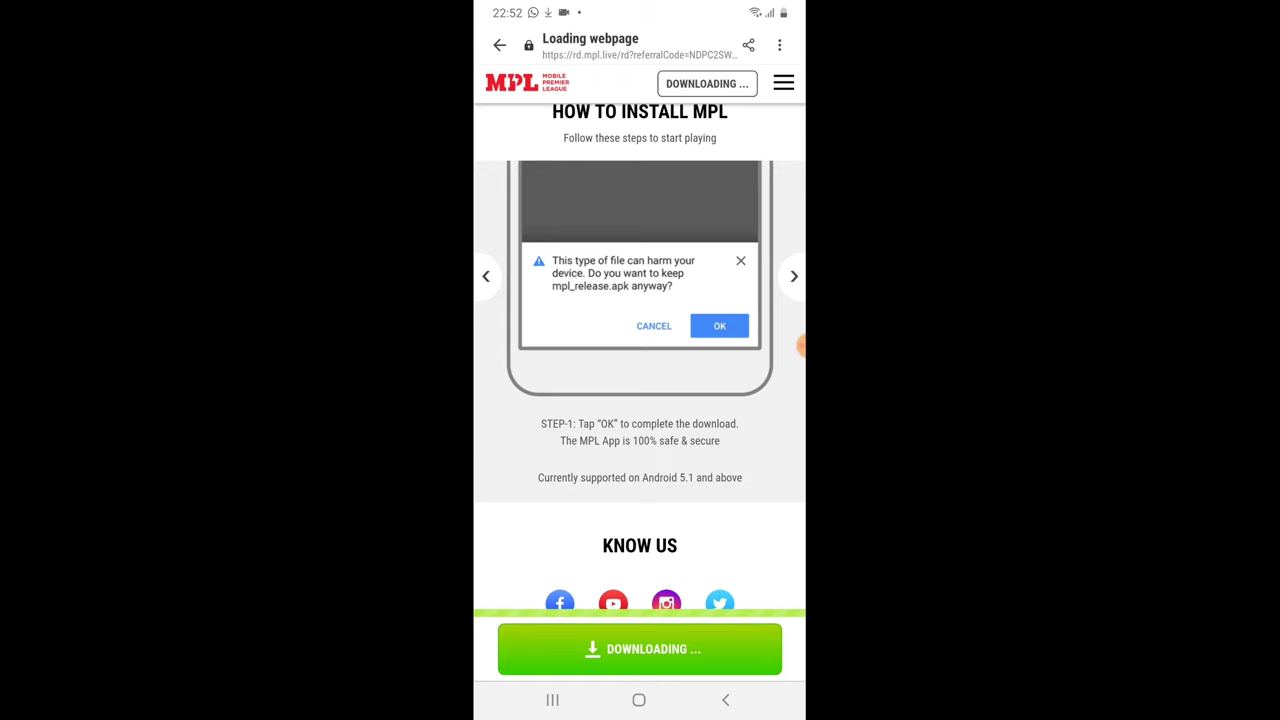 22:52
Loading webpage
https://rd.mpl.live/rd?referralCode=NDPC2SW...
MPL MOBILE PREMIER LEAGUE
DOWNLOADING ...
HOW TO INSTALL MPL
Follow these steps to start playing
This type of file can harm your
device. Do you want to keep
mpl_release.apk anyway?
CANCEL OK
STEP-1: Tap “OK” to complete the download.
The MPL App is 100% safe & secure
Currently supported on Android 5.1 and above
KNOW US
DOWNLOADING ...